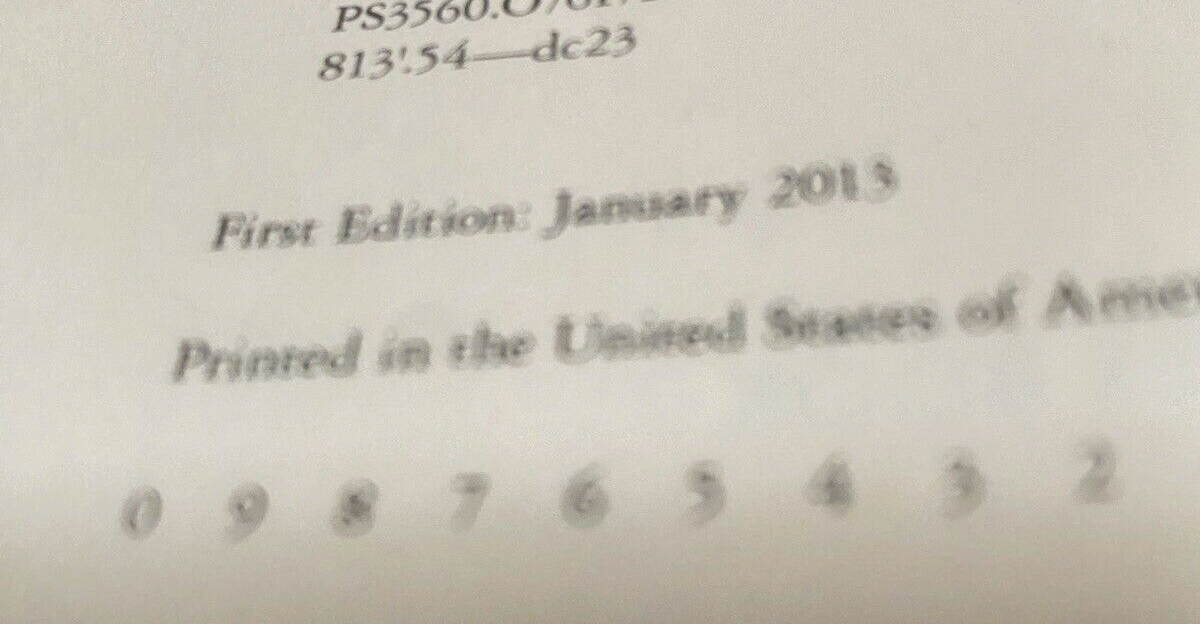 813'.54—dc23
First Edition: January 2013
Printed in the United States of
0 9 8 7 6 5 4 3 2